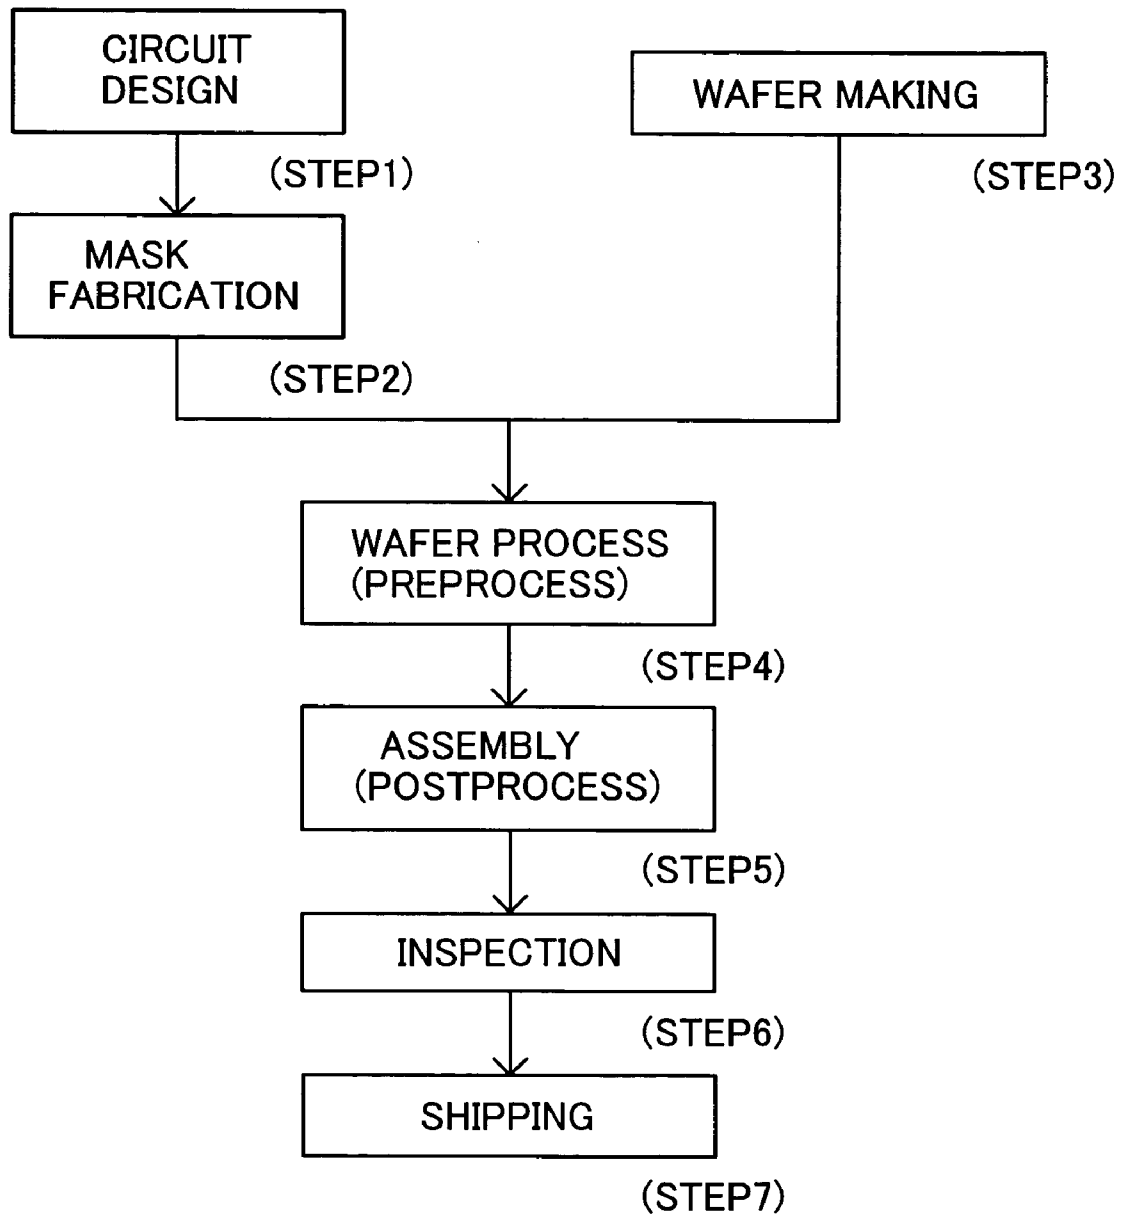 CIRCUIT
DESIGN
(STEP1)
MASK
FABRICATION
(STEP2)
WAFER MAKING
(STEP3)
WAFER PROCESS
(PREPROCESS)
(STEP4)
ASSEMBLY
(POSTPROCESS)
(STEP5)
INSPECTION
(STEP6)
SHIPPING
(STEP7)